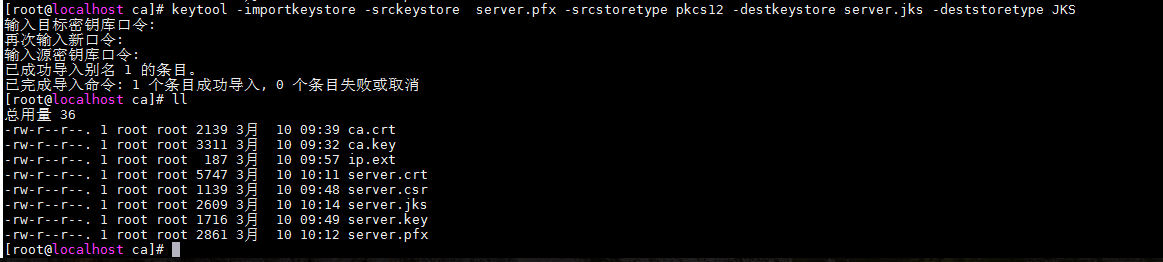 [root@localhost ca]# keytool -importkeystore -srckeystore  server.pfx -srcstoretype pkcs12 -destkeystore server.jks -deststoretype JKS
输入目标密钥库口令:
再次输入新口令:
输入源密钥库口令:
已成功导入别名 1 的条目。
已完成导入命令: 1 个条目成功导入, 0 个条目失败或取消
[root@localhost ca]# ll
总用量 36
-rw-r--r--. 1 root root 2139 3月  10 09:39 ca.crt
-rw-r--r--. 1 root root 3311 3月  10 09:32 ca.key
-rw-r--r--. 1 root root  187 3月  10 09:57 ip.ext
-rw-r--r--. 1 root root 5747 3月  10 10:11 server.crt
-rw-r--r--. 1 root root 1139 3月  10 09:48 server.csr
-rw-r--r--. 1 root root 2609 3月  10 10:14 server.jks
-rw-r--r--. 1 root root 1716 3月  10 09:49 server.key
-rw-r--r--. 1 root root 2861 3月  10 10:12 server.pfx
[root@localhost ca]#